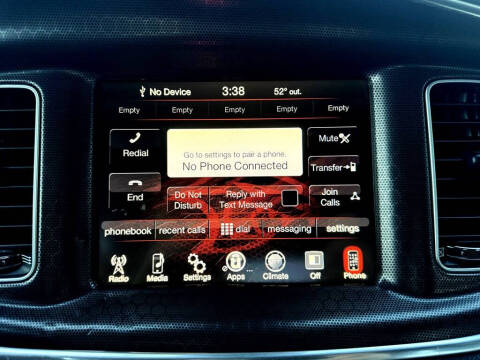 No Device 3:38 52° out.
Empty Empty Empty Empty Empty
Redial
Go to settings to pair a phone.
No Phone Connected
Mute
Transfer
End
Do Not
Disturb
Reply with
Text Message
Join
Calls
phonebook recent calls dial messaging settings
Radio Media Settings Apps Climate Off Phone